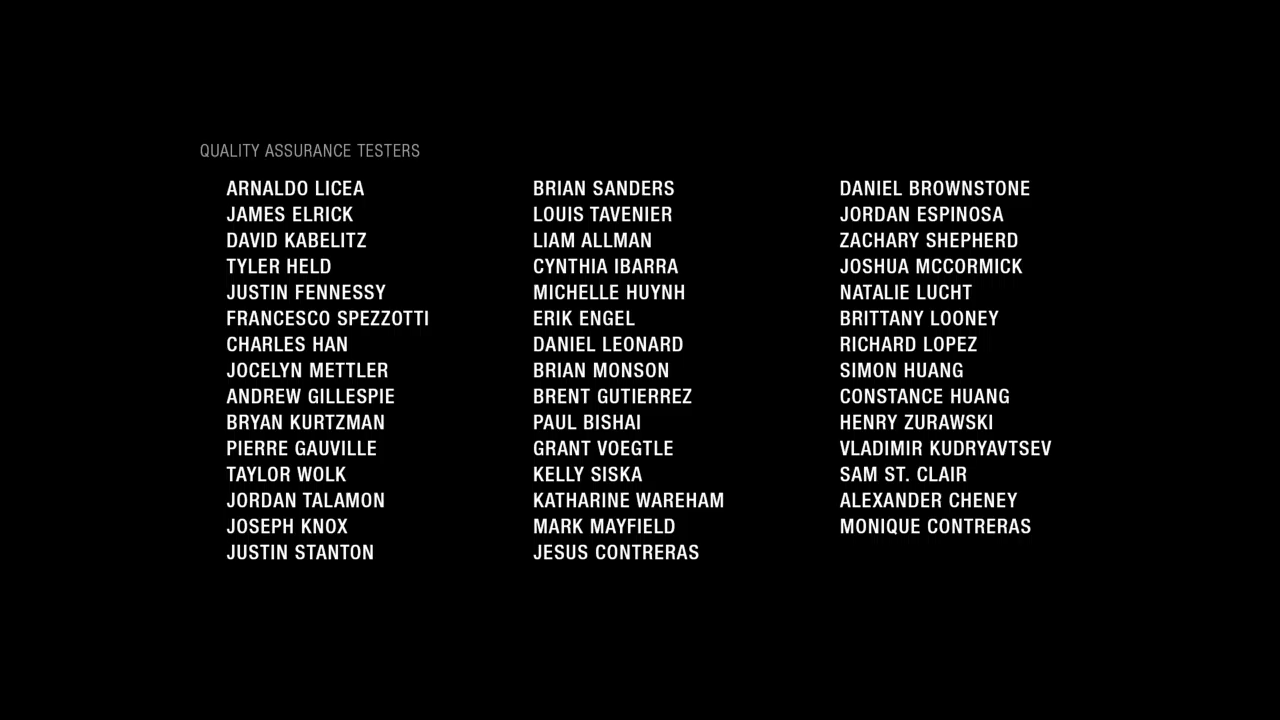 QUALITY ASSURANCE TESTERS
ARNALDO LICEA
JAMES ELRICK
DAVID KABELITZ
TYLER HELD
JUSTIN FENNESSY
FRANCESCO SPEZZOTTI
CHARLES HAN
JOCELYN METTLER
ANDREW GILLESPIE
BRYAN KURTZMAN
PIERRE GAUVILLE
TAYLOR WOLK
JORDAN TALAMON
JOSEPH KNOX
JUSTIN STANTON
BRIAN SANDERS
LOUIS TAVENIER
LIAM ALLMAN
CYNTHIA IBARRA
MICHELLE HUYNH
ERIK ENGEL
DANIEL LEONARD
BRIAN MONSON
BRENT GUTIERREZ
PAUL BISHAI
GRANT VOEGTLE
KELLY SISKA
KATHARINE WAREHAM
MARK MAYFIELD
JESUS CONTRERAS
DANIEL BROWNSTONE
JORDAN ESPINOSA
ZACHARY SHEPHERD
JOSHUA MCCORMICK
NATALIE LUCHT
BRITTANY LOONEY
RICHARD LOPEZ
SIMON HUANG
CONSTANCE HUANG
HENRY ZURAWSKI
VLADIMIR KUDRYAVTSEV
SAM ST. CLAIR
ALEXANDER CHENEY
MONIQUE CONTRERAS